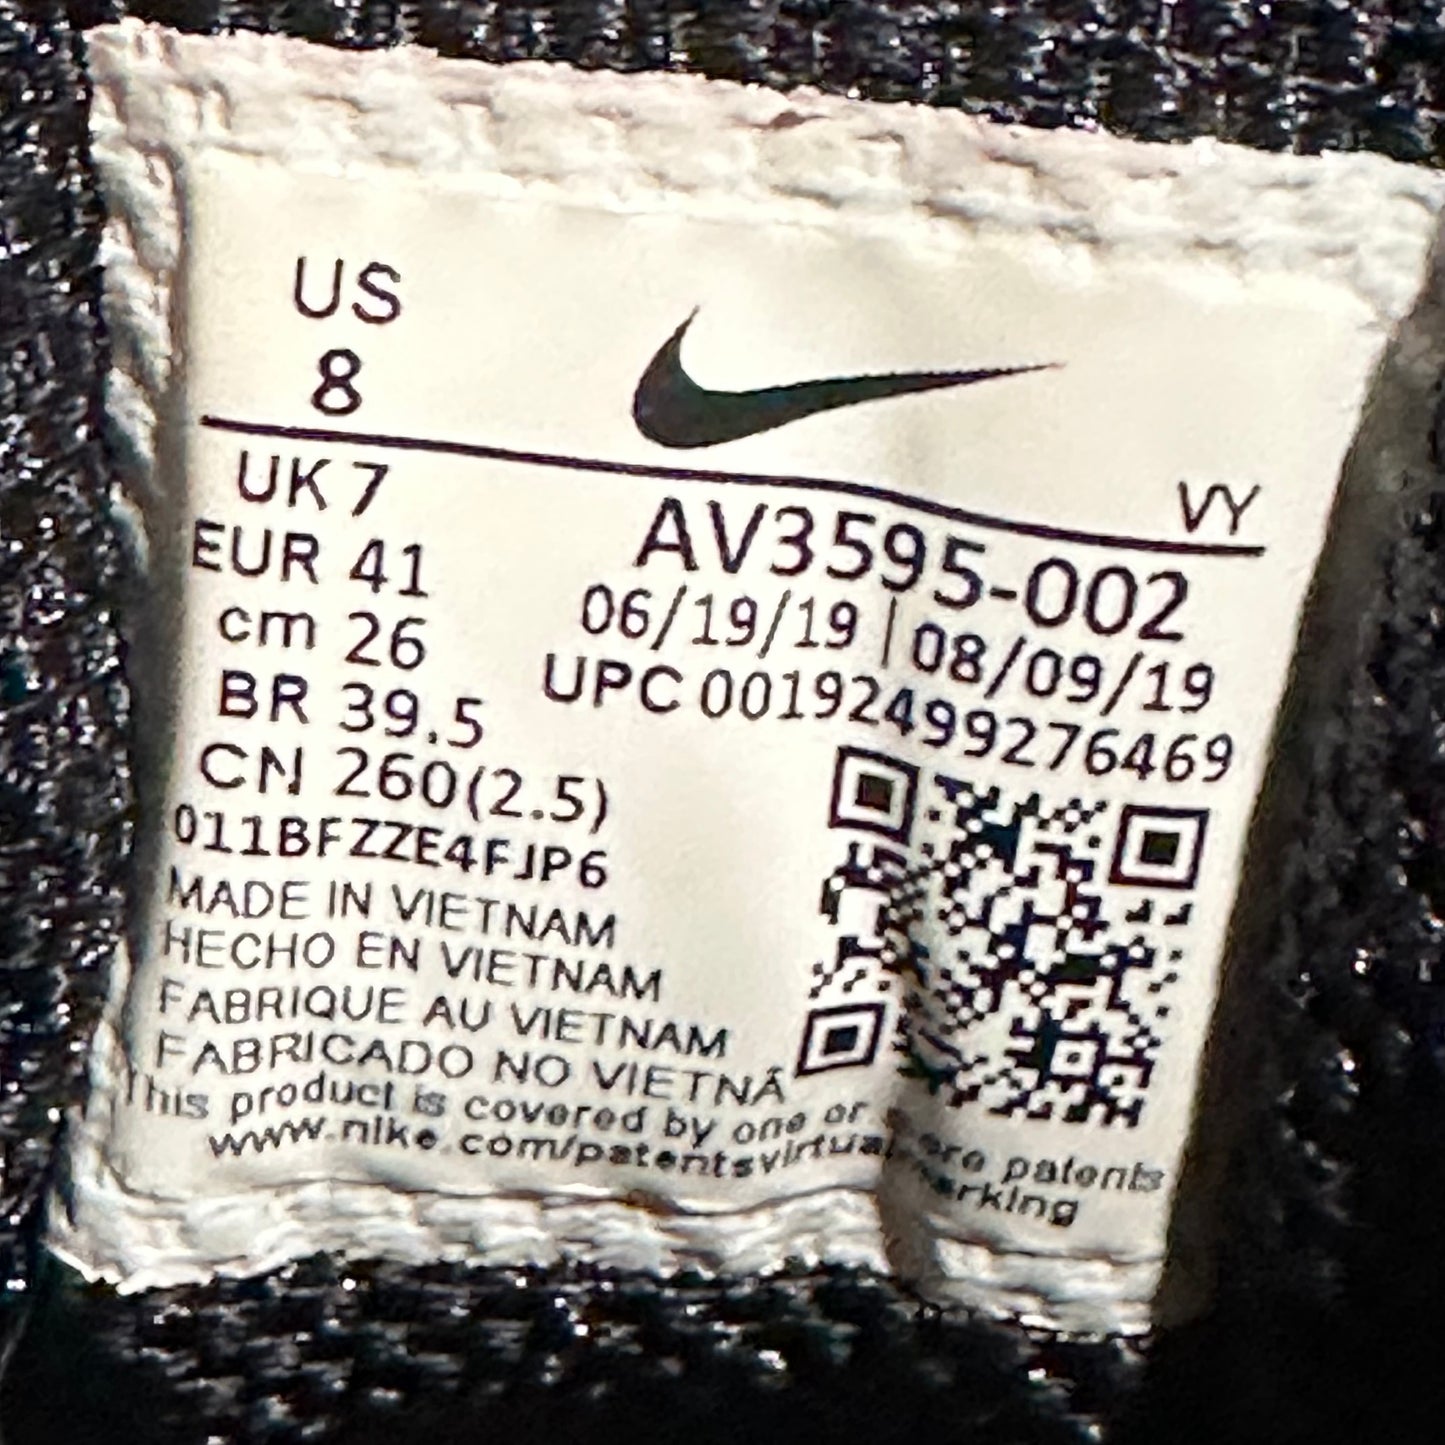 US
8
VY
UK 7
EUR 41
cm 26
BR 39.5
CN 260(2.5)
AV3595-002
06/19/19 | 08/09/19
UPC 00192499276469
011BFZZE4FJP6
MADE IN VIETNAM
HECHO EN VIETNAM
FABRIQUE AU VIETNAM
FABRICADO NO VIETNÃ
This product is covered by one or patents
www.nike.com/patentsvirtual